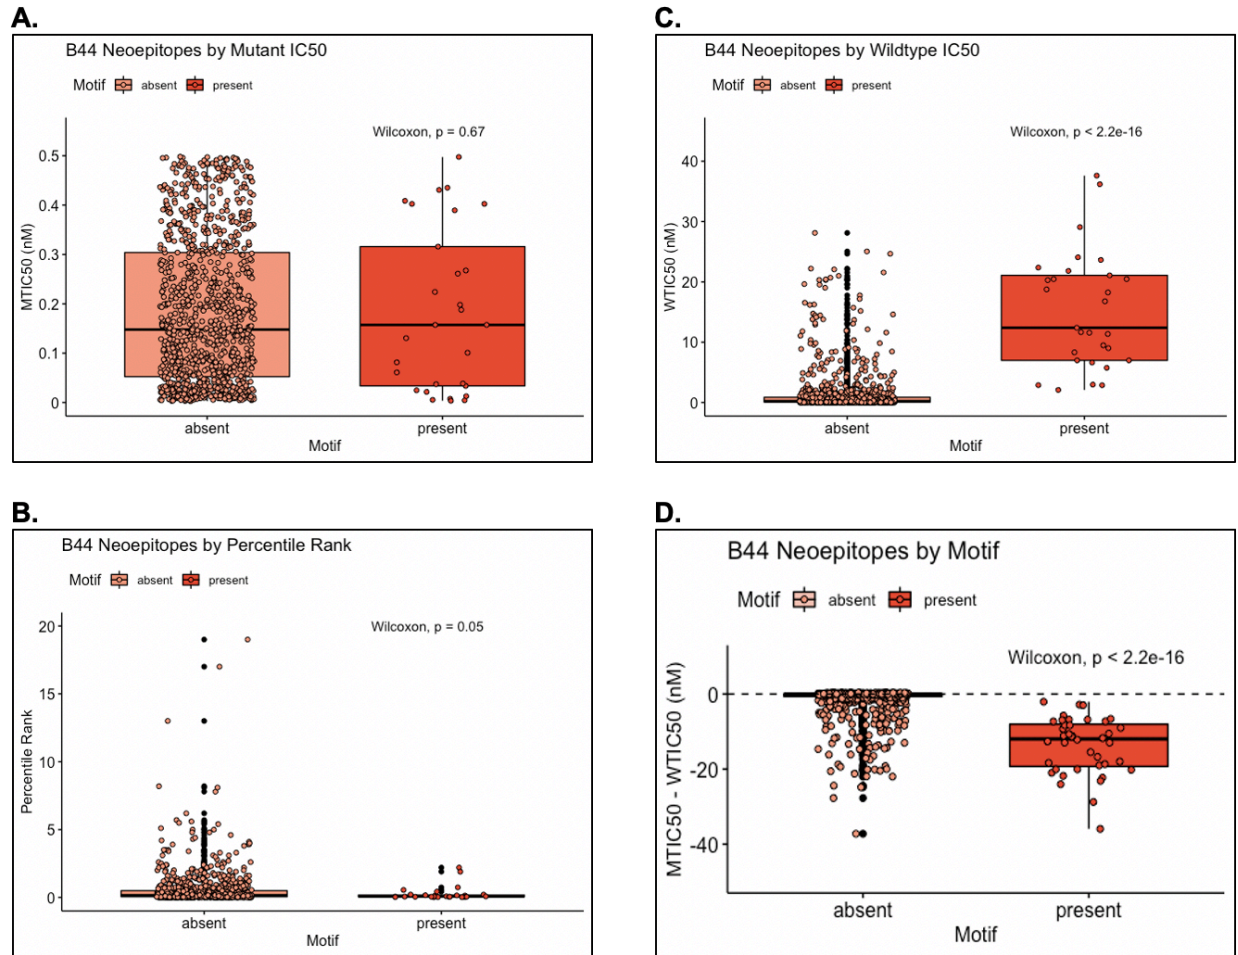 A.
B44 Neoepitopes by Mutant IC50
Motif absent present
Wilcoxon, p = 0.67
0.5
0.4
0.3
0.2
0.1
0
MTIC50 (nM)
absent present
Motif
C.
B44 Neoepitopes by Wildtype IC50
Motif absent present
Wilcoxon, p < 2.2e-16
40
30
20
10
0
WTIC50 (nM)
absent present
Motif
B.
B44 Neoepitopes by Percentile Rank
Motif absent present
Wilcoxon, p = 0.05
20
15
10
5
0
Percentile Rank
absent present
Motif
D.
B44 Neoepitopes by Motif
Motif absent present
Wilcoxon, p < 2.2e-16
0
-20
-40
MTIC50 - WTIC50 (nM)
absent present
Motif